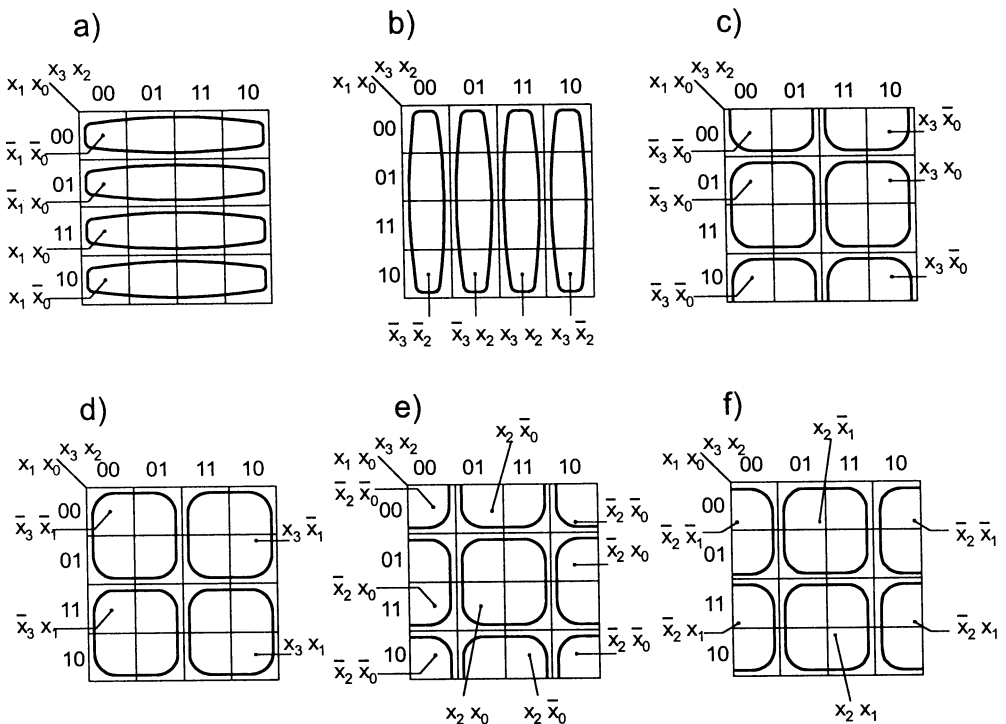 a)
x₃ x₂
x₁ x₀
00 01 11 10
00
x̄₁ x̄₀
01
x̄₁ x₀
11
x₁ x₀
10
x₁ x̄₀
b)
x₃ x₂
x₁ x₀
00 01 11 10
00
01
11
10
x̄₃ x̄₂ x̄₃ x₂ x₃ x₂ x₃ x̄₂
c)
x₃ x₂
x₁ x₀
00 01 11 10
x₃ x̄₀
00
x̄₃ x̄₀
x₃ x₀
01
x̄₃ x₀
11
x₃ x̄₀
10
x̄₃ x̄₀
d)
x₃ x₂
x₁ x₀
00 01 11 10
00
x̄₃ x̄₁
x₃ x̄₁
01
11
x̄₃ x₁
x₃ x₁
10
e)
x₂ x̄₀
x₃ x₂
x₁ x₀
00 01 11 10
x̄₂ x̄₀
00
x̄₂ x̄₀
01
x̄₂ x₀
x̄₂ x₀
11
x̄₂ x̄₀
10
x̄₂ x̄₀
x₂ x₀
x₂ x̄₀
f)
x₂ x̄₁
x₃ x₂
x₁ x₀
00 01 11 10
00
x̄₂ x̄₁
x̄₂ x̄₁
01
11
x̄₂ x₁
x̄₂ x₁
10
x₂ x₁